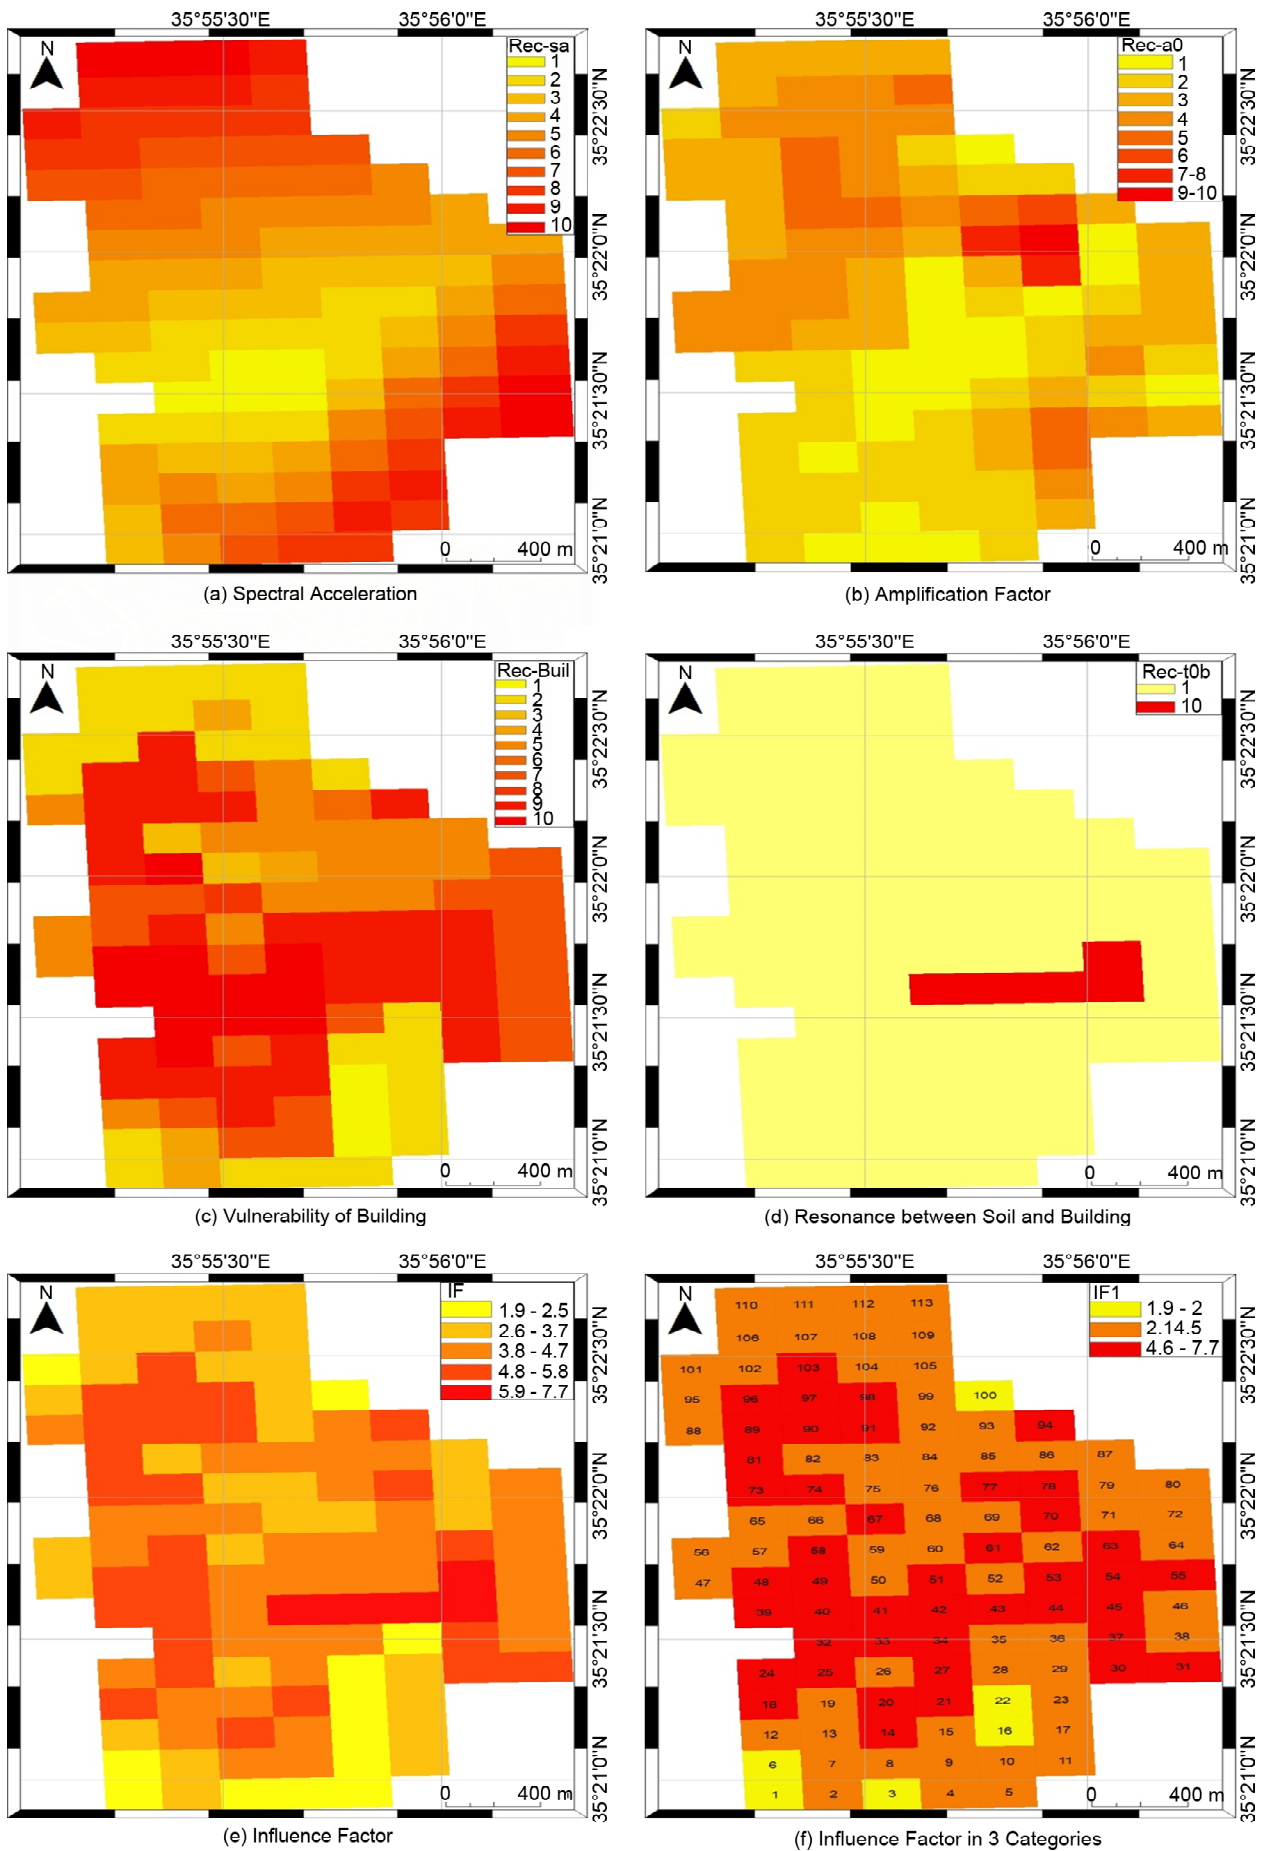 35°55'30"E 35°56'0"E 35°55'30"E 35°56'0"E
N
Rec-sa
1
2
3
4
5
6
7
8
9
10
35°22'30"N
35°22'0"N
35°21'30"N
35°21'0"N
0 400 m
(a) Spectral Acceleration
N
Rec-a0
1
2
3
4
5
6
7-8
9-10
35°22'30"N
35°22'0"N
35°21'30"N
35°21'0"N
0 400 m
(b) Amplification Factor
35°55'30"E 35°56'0"E 35°55'30"E 35°56'0"E
N
Rec-Buil
1
2
3
4
5
6
7
8
9
10
35°22'30"N
35°22'0"N
35°21'30"N
35°21'0"N
0 400 m
(c) Vulnerability of Building
N
Rec-t0b
1
10
35°22'30"N
35°22'0"N
35°21'30"N
35°21'0"N
0 400 m
(d) Resonance between Soil and Building
35°55'30"E 35°56'0"E 35°55'30"E 35°56'0"E
N
IF
1.9 - 2.5
2.6 - 3.7
3.8 - 4.7
4.8 - 5.8
5.9 - 7.7
35°22'30"N
35°22'0"N
35°21'30"N
35°21'0"N
0 400 m
(e) Influence Factor
N
IF1
1.9 - 2
2.14.5
4.6 - 7.7
110 111 112 113
106 107 108 109
101 102 103 104 105
95 96 97 98 99 100
88 89 90 91 92 93 94
81 82 83 84 85 86 87
73 74 75 76 77 78 79 80
65 66 67 68 69 70 71 72
56 57 58 59 60 61 62 63 64
47 48 49 50 51 52 53 54 55
39 40 41 42 43 44 45 46
32 33 34 35 36 37 38
24 25 26 27 28 29 30 31
18 19 20 21 22 23
12 13 14 15 16 17
6 7 8 9 10 11
1 2 3 4 5
35°22'30"N
35°22'0"N
35°21'30"N
35°21'0"N
0 400 m
(f) Influence Factor in 3 Categories